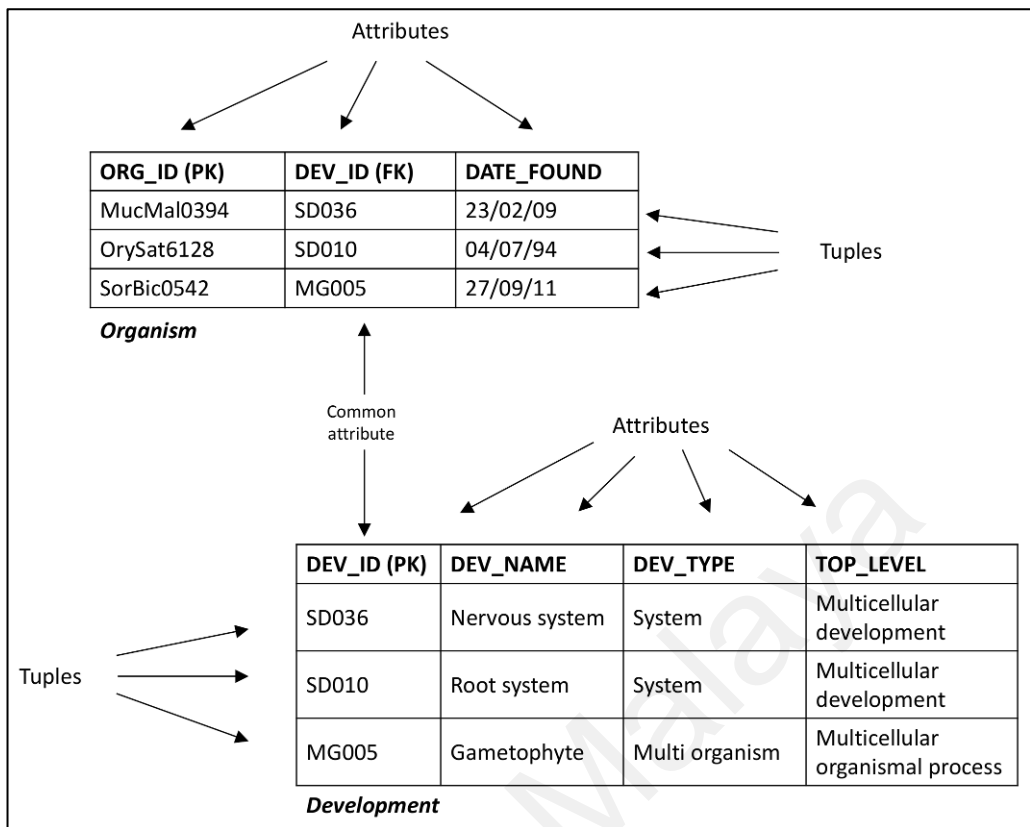 Attributes
ORG_ID (PK) DEV_ID (FK) DATE_FOUND
MucMal0394 SD036 23/02/09
OrySat6128 SD010 04/07/94
SorBic0542 MG005 27/09/11
Tuples
Organism
Common
attribute
Attributes
DEV_ID (PK) DEV_NAME DEV_TYPE TOP_LEVEL
SD036 Nervous system System Multicellular
development
SD010 Root system System Multicellular
development
MG005 Gametophyte Multi organism Multicellular
organismal process
Tuples
Development
Malaya